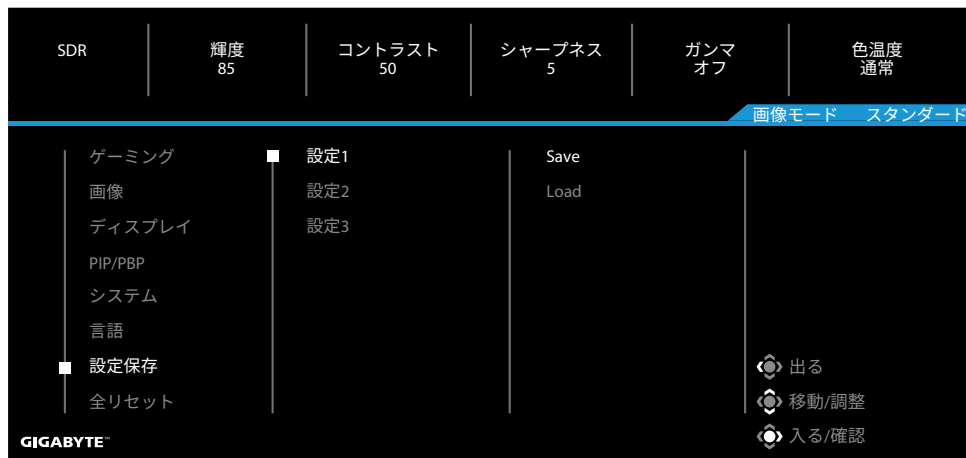 SDR
輝度
85
コントラスト
50
シャープネス
5
ガンマ
オフ
色温度
通常
画像モード スタンダード
ゲーミング
画像
ディスプレイ
PIP/PBP
システム
言語
設定保存
全リセット
設定1
設定2
設定3
Save
Load
出る
移動/調整
入る/確認
GIGABYTE™